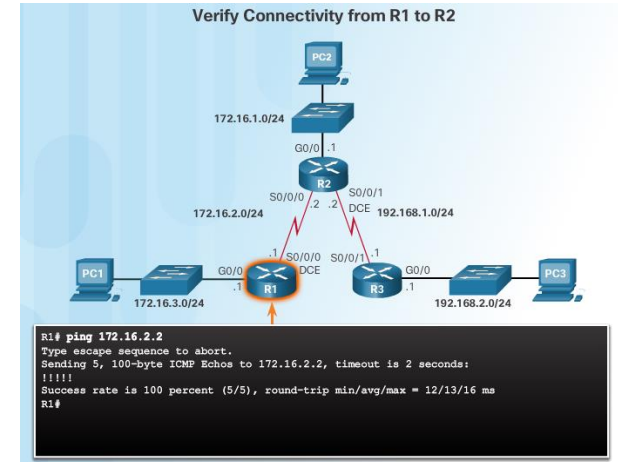 Verify Connectivity from R1 to R2
PC2
172.16.1.0/24
G0/0 .1
R2
S0/0/0 .2 .2 S0/0/1
DCE
172.16.2.0/24
192.168.1.0/24
.1 S0/0/0
DCE
S0/0/1 .1
PC1
G0/0
.1
R1
172.16.3.0/24
R3
G0/0
.1
PC3
192.168.2.0/24
R1# ping 172.16.2.2
Type escape sequence to abort.
Sending 5, 100-byte ICMP Echos to 172.16.2.2, timeout is 2 seconds:
!!!!!
Success rate is 100 percent (5/5), round-trip min/avg/max = 12/13/16 ms
R1#